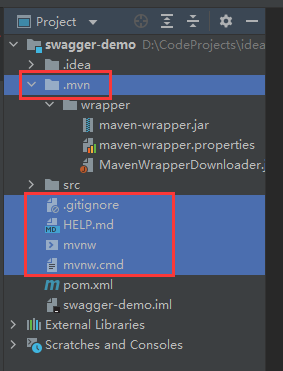 Project
swagger-demo D:\CodeProjects\idea
.idea
.mvn
wrapper
maven-wrapper.jar
maven-wrapper.properties
MavenWrapperDownloader.j
src
.gitignore
MD HELP.md
mvnw
mvnw.cmd
m pom.xml
swagger-demo.iml
External Libraries
Scratches and Consoles